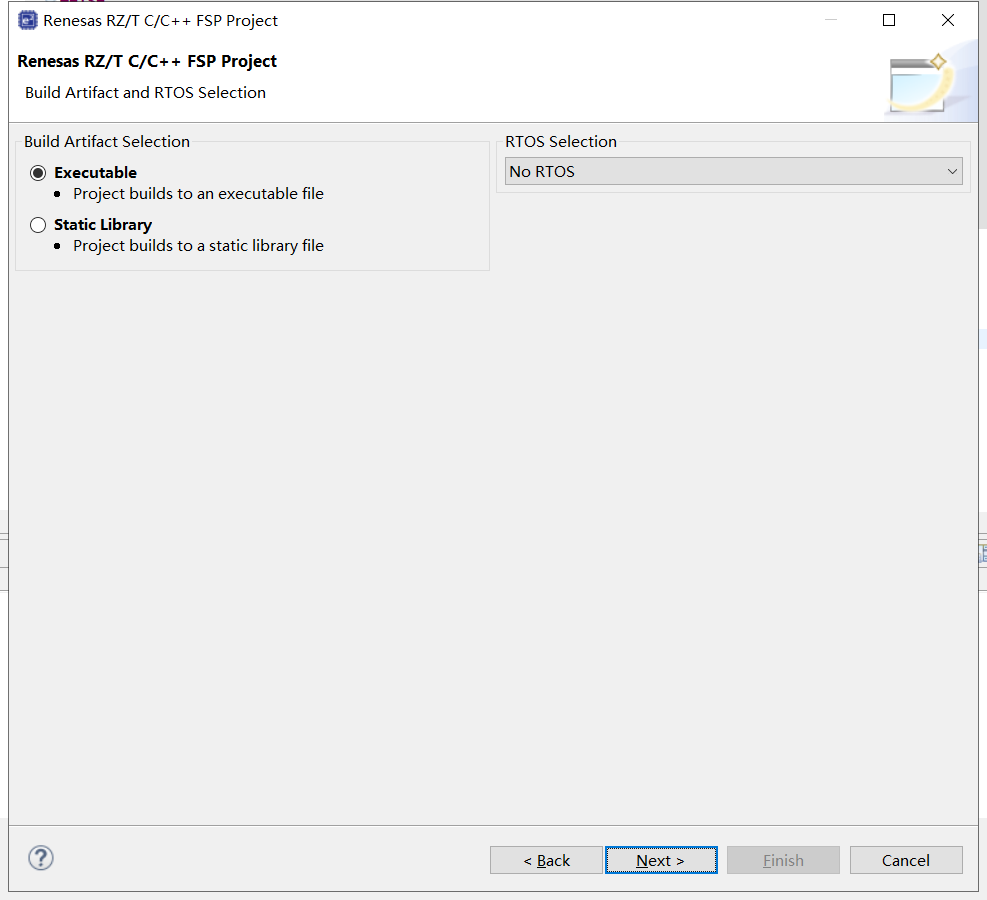 Renesas RZ/T C/C++ FSP Project
Renesas RZ/T C/C++ FSP Project
Build Artifact and RTOS Selection
Build Artifact Selection
Executable
• Project builds to an executable file
Static Library
• Project builds to a static library file
RTOS Selection
No RTOS
?
< Back
Next >
Finish
Cancel